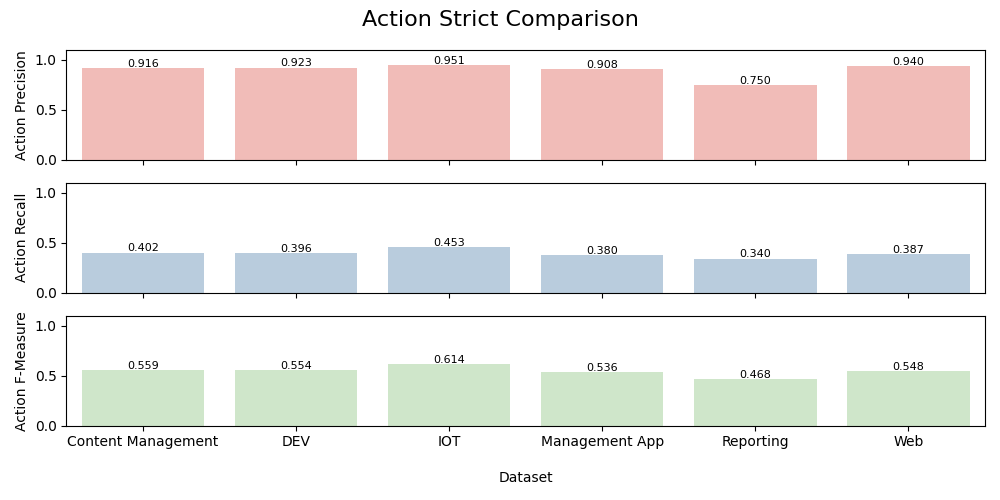 Action Strict Comparison
Action Precision
1.0
0.5
0.0
0.916
0.923
0.951
0.908
0.750
0.940
Action Recall
1.0
0.5
0.0
0.402
0.396
0.453
0.380
0.340
0.387
Action F-Measure
1.0
0.5
0.0
0.559
0.554
0.614
0.536
0.468
0.548
Content Management
DEV
IOT
Management App
Reporting
Web
Dataset